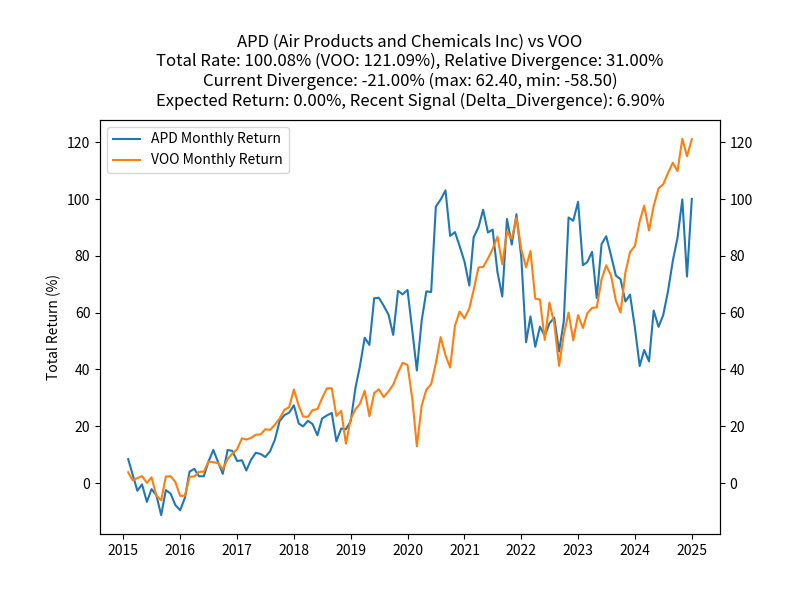 APD (Air Products and Chemicals Inc) vs VOO
Total Rate: 100.08% (VOO: 121.09%), Relative Divergence: 31.00%
Current Divergence: -21.00% (max: 62.40, min: -58.50)
Expected Return: 0.00%, Recent Signal (Delta_Divergence): 6.90%
APD Monthly Return
VOO Monthly Return
Total Return (%)
120
100
80
60
40
20
0
120
100
80
60
40
20
0
2015 2016 2017 2018 2019 2020 2021 2022 2023 2024 2025